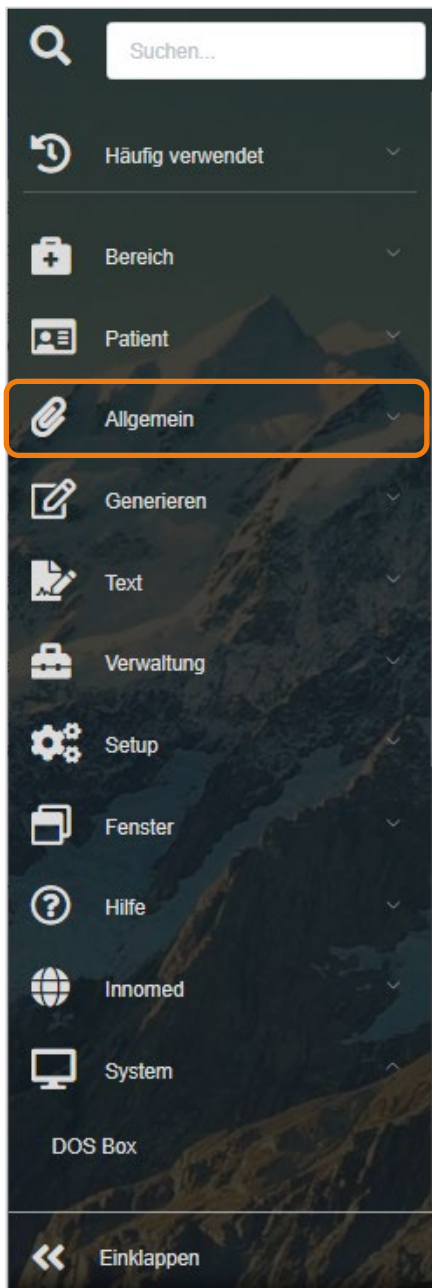 Suchen...
Häufig verwendet
Bereich
Patient
Allgemein
Generieren
Text
Verwaltung
Setup
Fenster
Hilfe
Innomed
System
DOS Box
Einklappen